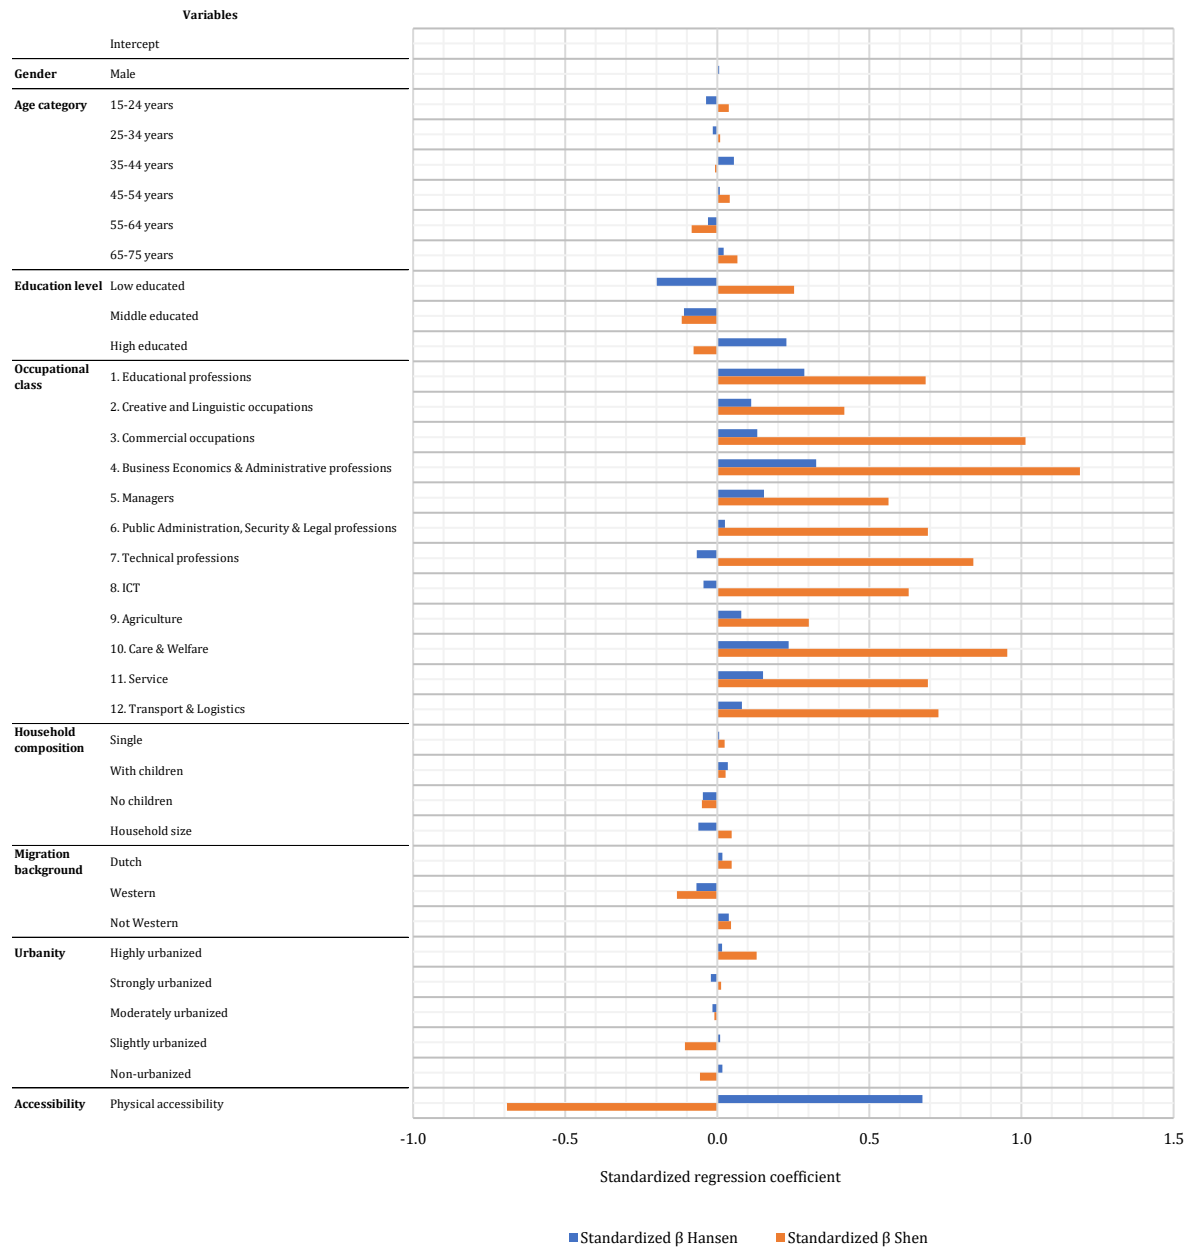 Variables
Intercept
Gender Male
Age category 15-24 years
25-34 years
35-44 years
45-54 years
55-64 years
65-75 years
Education level Low educated
Middle educated
High educated
Occupational
class 1. Educational professions
2. Creative and Linguistic occupations
3. Commercial occupations
4. Business Economics & Administrative professions
5. Managers
6. Public Administration, Security & Legal professions
7. Technical professions
8. ICT
9. Agriculture
10. Care & Welfare
11. Service
12. Transport & Logistics
Household
composition Single
With children
No children
Household size
Migration
background Dutch
Western
Not Western
Urbanity Highly urbanized
Strongly urbanized
Moderately urbanized
Slightly urbanized
Non-urbanized
Accessibility Physical accessibility
-1.0 -0.5 0.0 0.5 1.0 1.5
Standardized regression coefficient
Standardized β Hansen Standardized β Shen